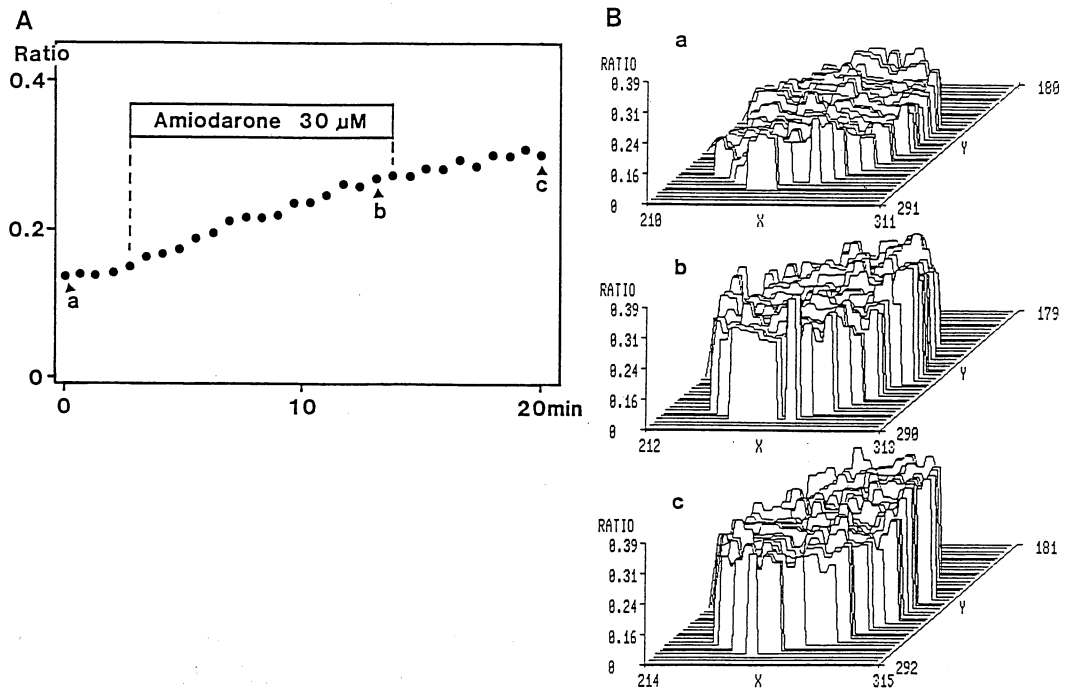 A
Ratio
0.4
0.2
0
Amiodarone 30 µM
a
b
c
0
10
20min
B
a
RATIO
0.39
0.31
0.24
0.16
0
210
X
311
291
Y
180
b
RATIO
0.39
0.31
0.24
0.16
0
212
X
313
290
Y
179
c
RATIO
0.39
0.31
0.24
0.16
0
214
X
315
292
Y
181